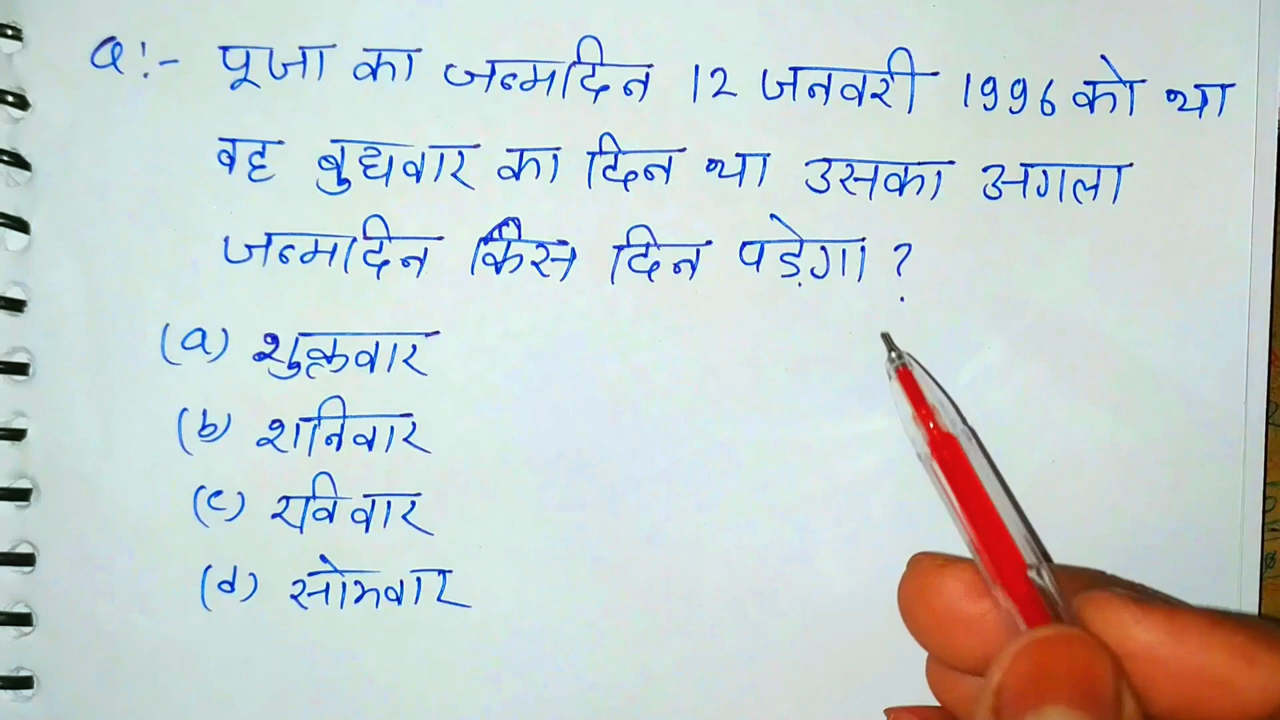 Q:- पूजा का जन्मदिन 12 जनवरी 1996 को था
वह बुधवार का दिन था उसका अगला
जन्मदिन किस दिन पड़ेगा ?
(a) शुक्रवार
(b) शनिवार
(c) रविवार
(d) सोमवार